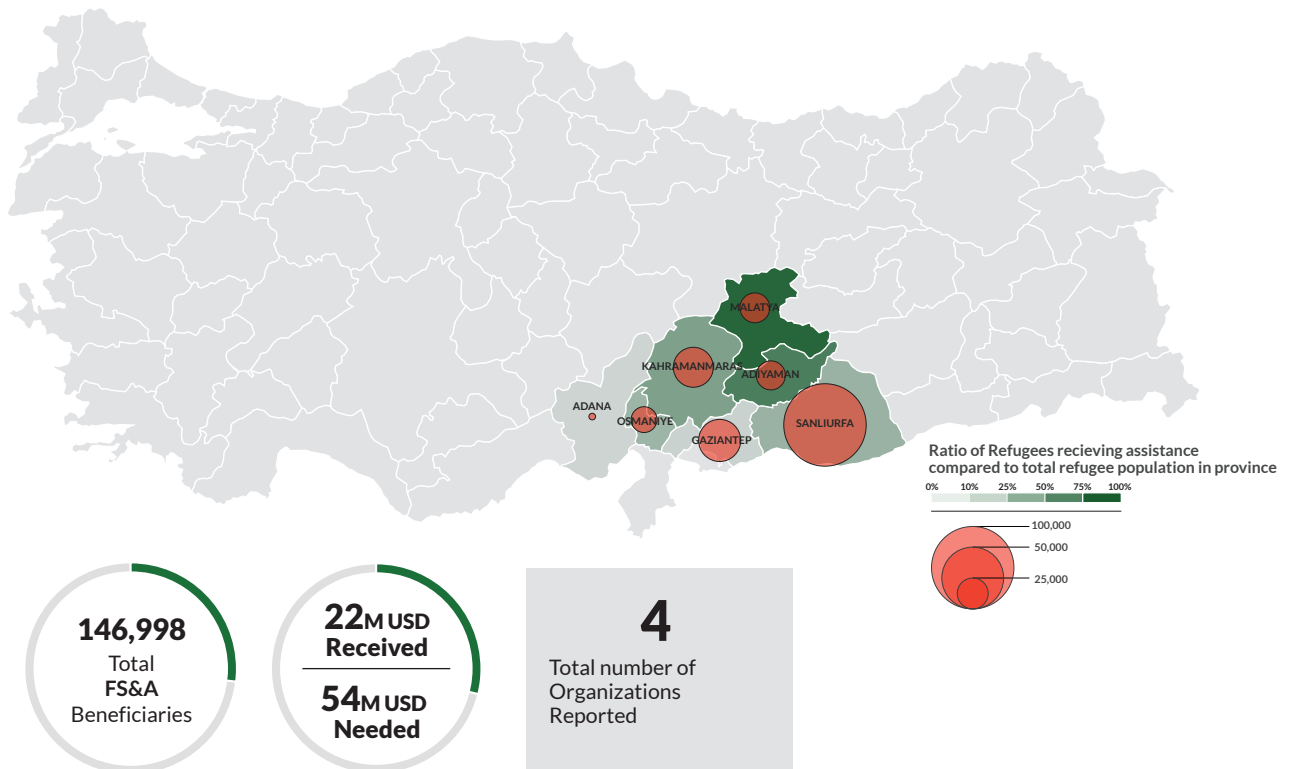 MALATYA
KAHRAMANMARAS
ADIYAMAN
ADANA
OSMANIYE
SANLIURFA
GAZIANTEP
Ratio of Refugees recieving assistance
compared to total refugee population in province
0% 10% 25% 50% 75% 100%
100,000
50,000
25,000
146,998
Total
FS&A
Beneficiaries
22M USD
Received
54M USD
Needed
4
Total number of
Organizations
Reported